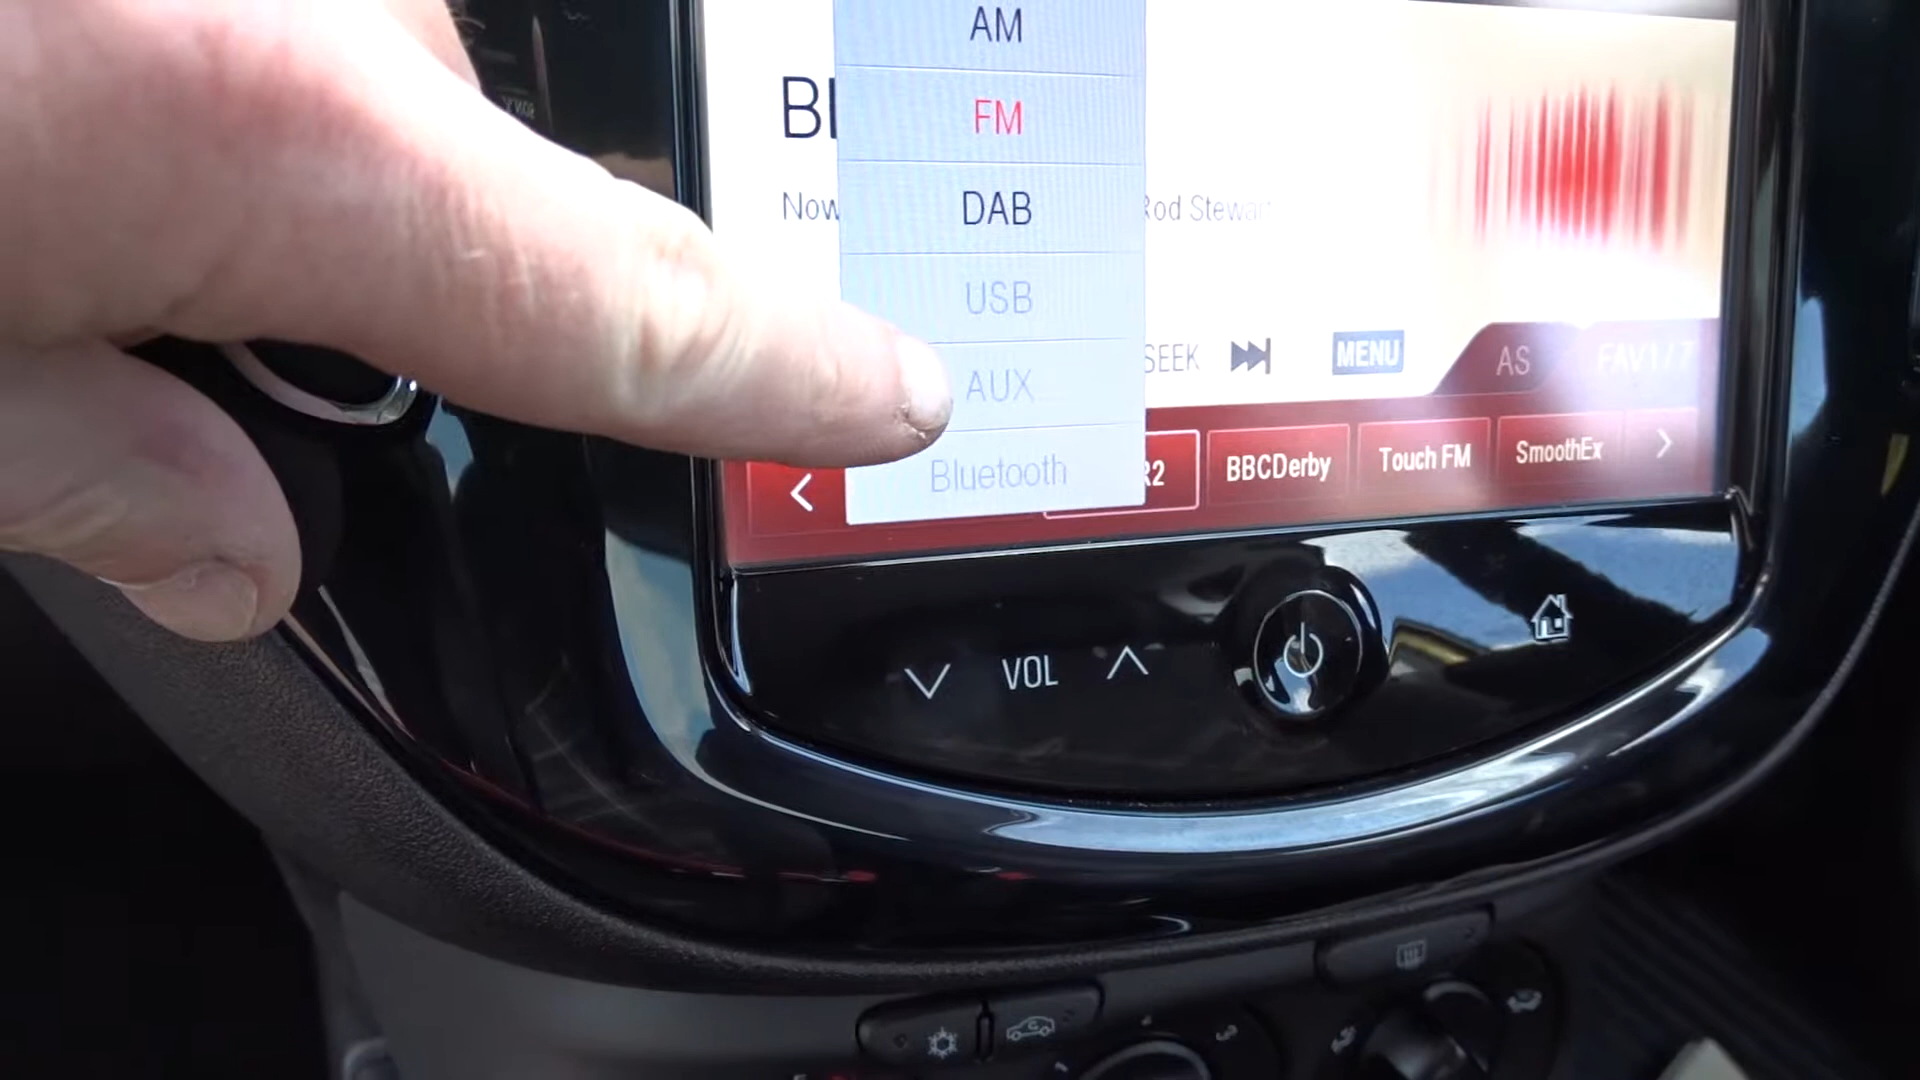 AM
FM
DAB
USB
AUX
Bluetooth
Now
Rod Stewar
SEEK
MENU
AS
FAV1/7
R2
BBCDerby
Touch FM
SmoothEx
VOL